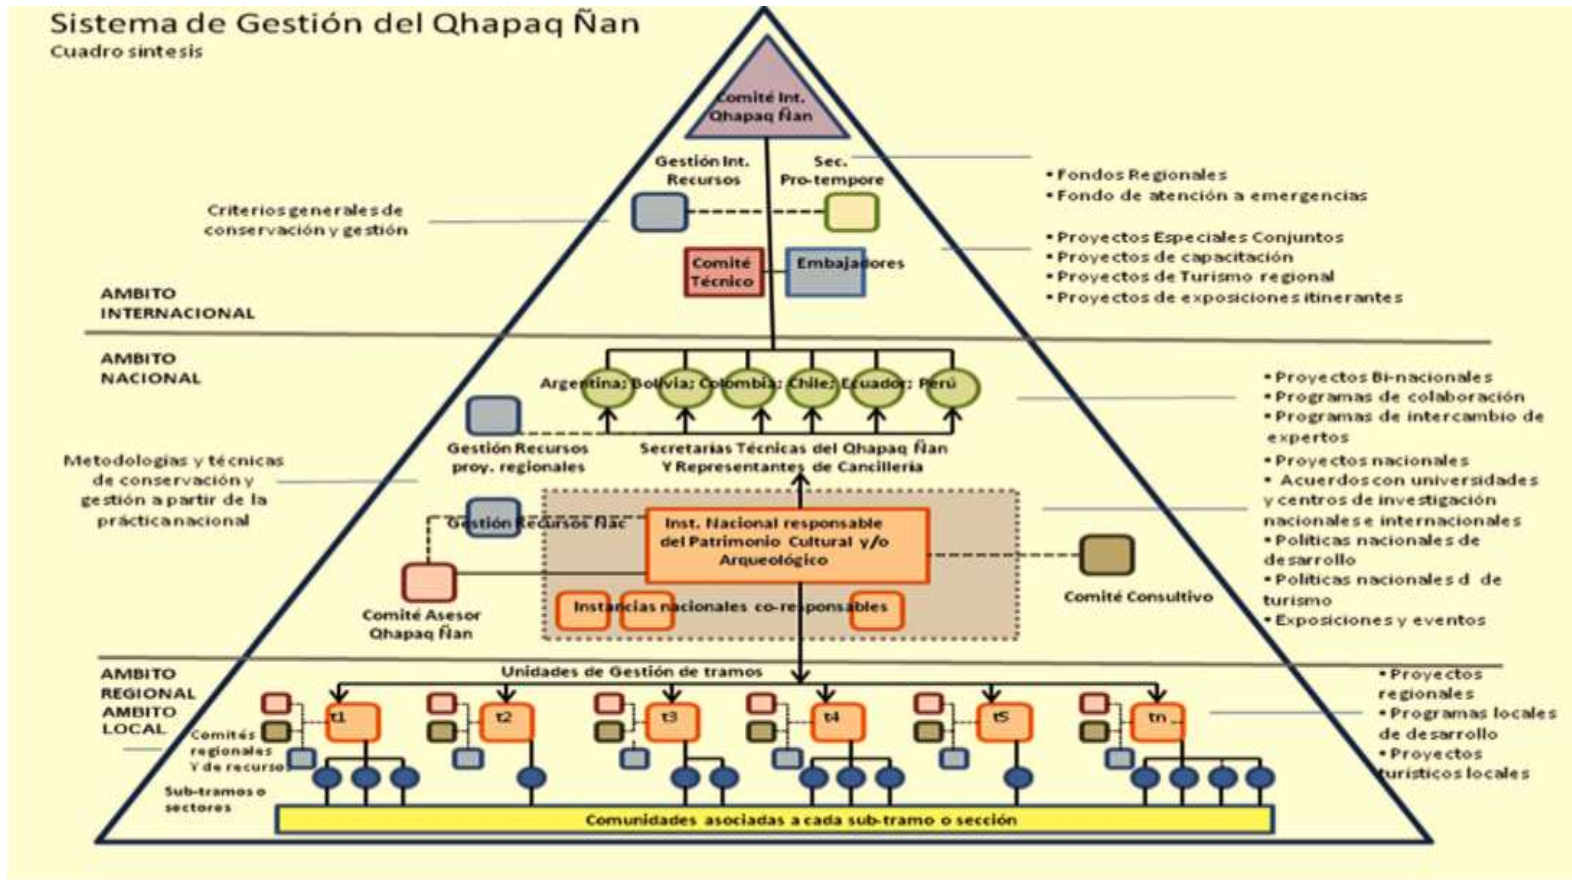 Sistema de Gestión del Qhapaq Ñan
Cuadro síntesis
Comité Int.
Qhapaq Ñan
Gestión Int.
Recursos
Sec.
Pro-tempore
Criterios generales de
conservación y gestión
• Fondos Regionales
• Fondo de atención a emergencias
• Proyectos Especiales Conjuntos
• Proyectos de capacitación
• Proyectos de Turismo regional
• Proyectos de exposiciones itinerantes
Comité
Técnico
Embajadores
AMBITO
INTERNACIONAL
AMBITO
NACIONAL
Argentina; Bolivia; Colombia; Chile; Ecuador; Perú
• Proyectos Bi-nacionales
• Programas de colaboración
• Programas de intercambio de
expertos
• Proyectos nacionales
• Acuerdos con universidades
y centros de investigación
nacionales e internacionales
• Políticas nacionales de
desarrollo
• Políticas nacionales d de
turismo
• Exposiciones y eventos
Gestión Recursos
proy. regionales
Secretarias Técnicas del Qhapaq Ñan
Y Representantes de Cancillería
Metodologías y técnicas
de conservación y
gestión a partir de la
práctica nacional
Gestión Recursos Nac
Inst. Nacional responsable
del Patrimonio Cultural y/o
Arqueológico
Comité Asesor
Qhapaq Ñan
Instancias nacionales co-responsables
Comité Consultivo
AMBITO
REGIONAL
AMBITO
LOCAL
Unidades de Gestión de tramos
t1
t2
t3
t4
t5
tn
• Proyectos
regionales
• Programas locales
de desarrollo
• Proyectos
turísticos locales
Comités
regionales
Y de recursos
Sub-tramos o
sectores
Comunidades asociadas a cada sub-tramo o sección